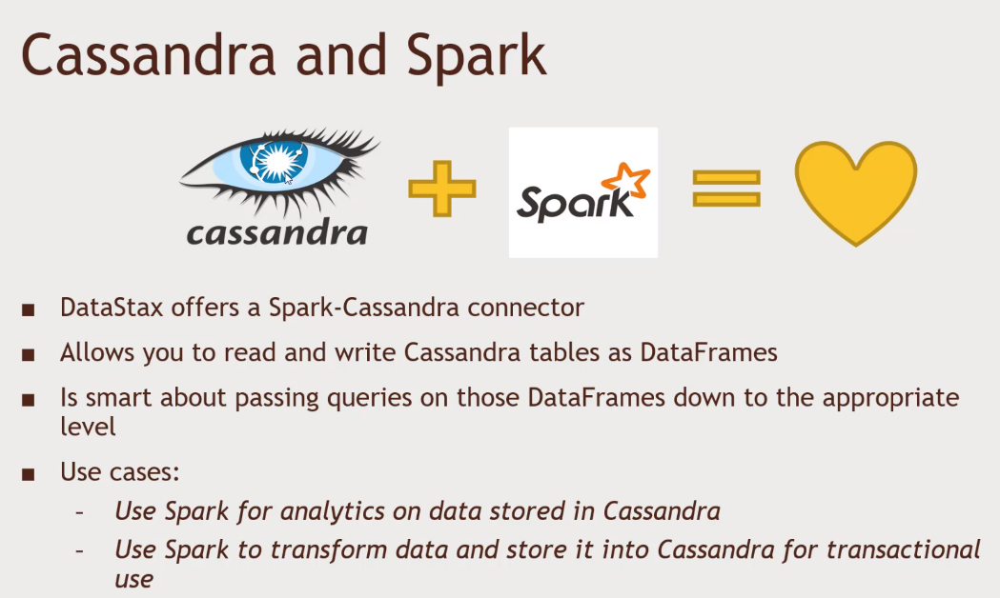 Cassandra and Spark
cassandra
Spark
■ DataStax offers a Spark-Cassandra connector
■ Allows you to read and write Cassandra tables as DataFrames
■ Is smart about passing queries on those DataFrames down to the appropriate
level
■ Use cases:
– Use Spark for analytics on data stored in Cassandra
– Use Spark to transform data and store it into Cassandra for transactional
use